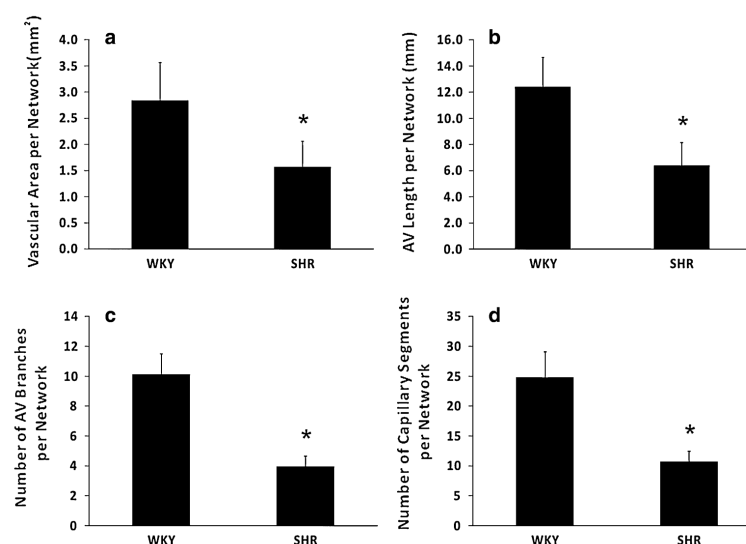 a
Vascular Area per Network(mm²)
4.0
3.5
3.0
2.5
2.0
1.5
1.0
0.5
0.0
*
WKY SHR
b
AV Length per Network (mm)
16.0
14.0
12.0
10.0
8.0
6.0
4.0
2.0
0.0
*
WKY SHR
c
Number of AV Branches
per Network
14
12
10
8
6
4
2
0
*
WKY SHR
d
Number of Capillary Segments
per Network
35
30
25
20
15
10
5
0
*
WKY SHR